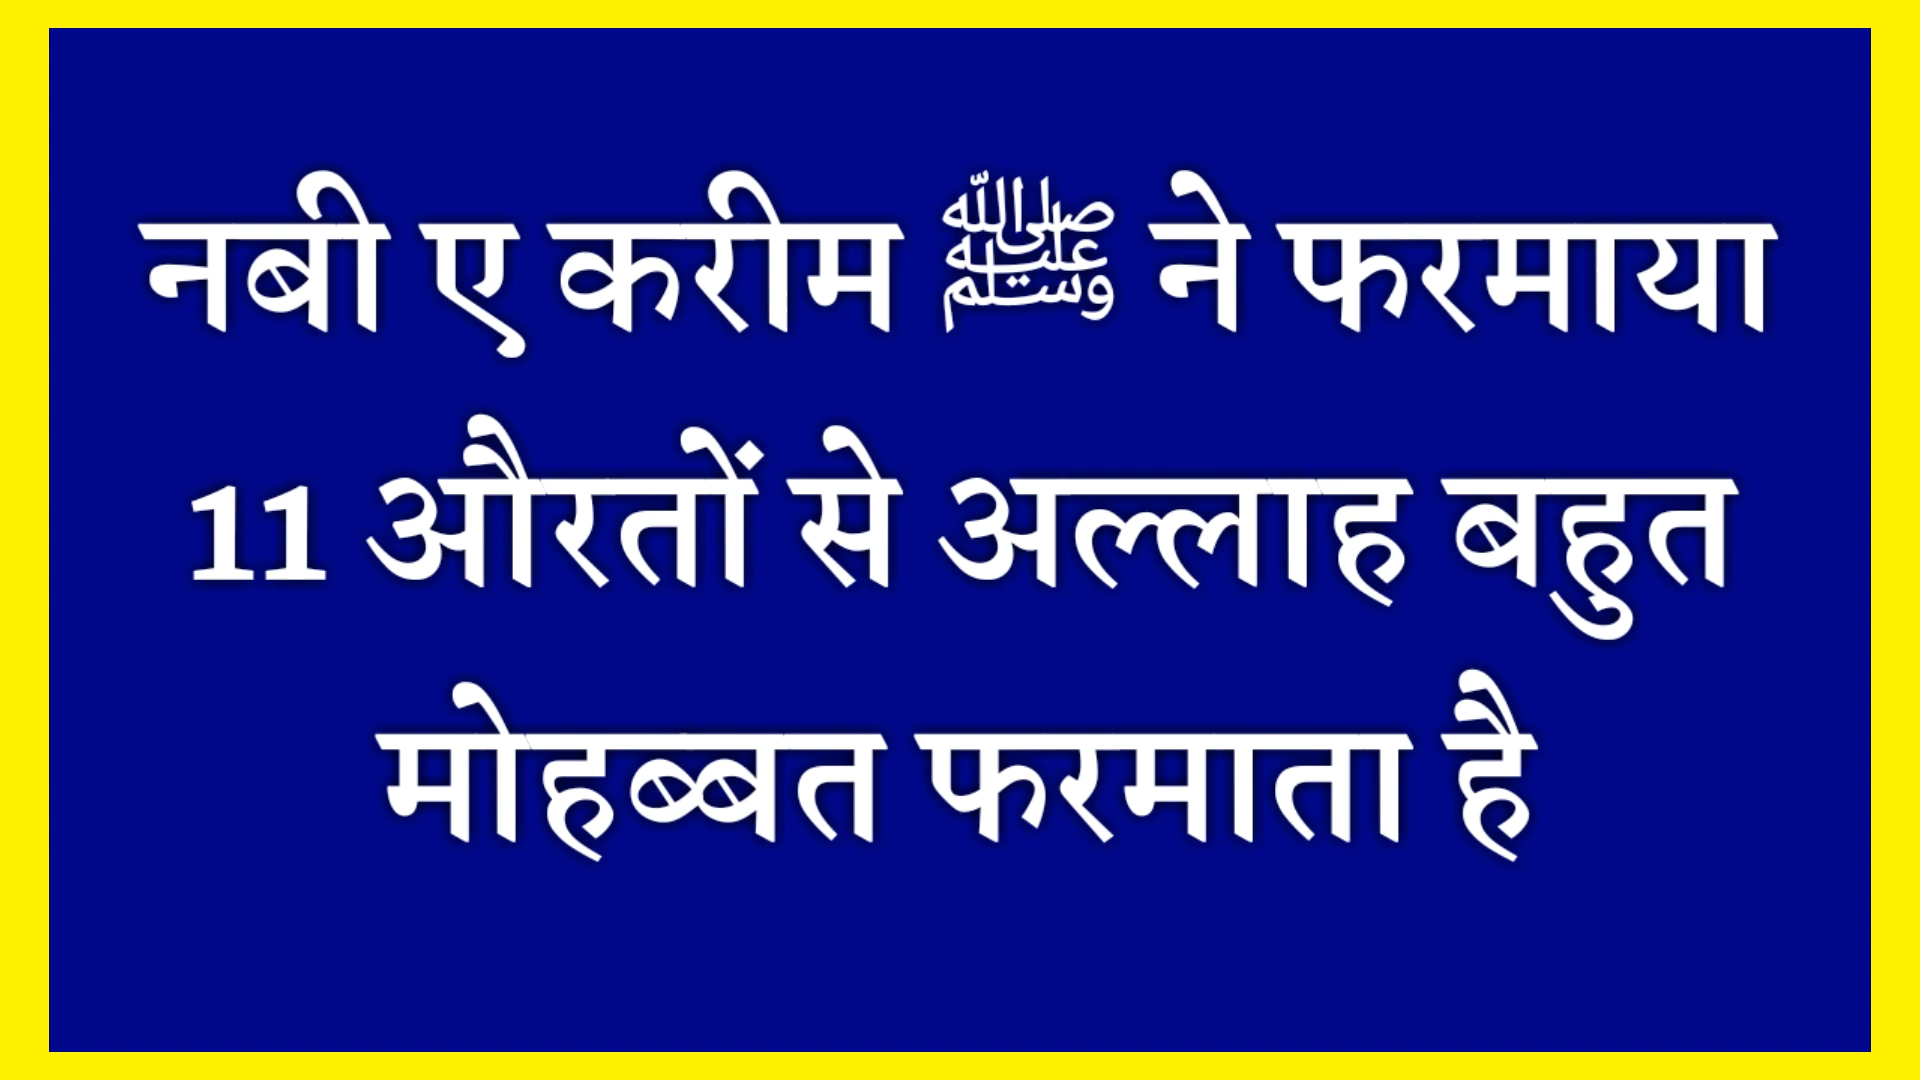 नबी ए करीम ﷺ ने फरमाया
11 औरतों से अल्लाह बहुत
मोहब्बत फरमाता है